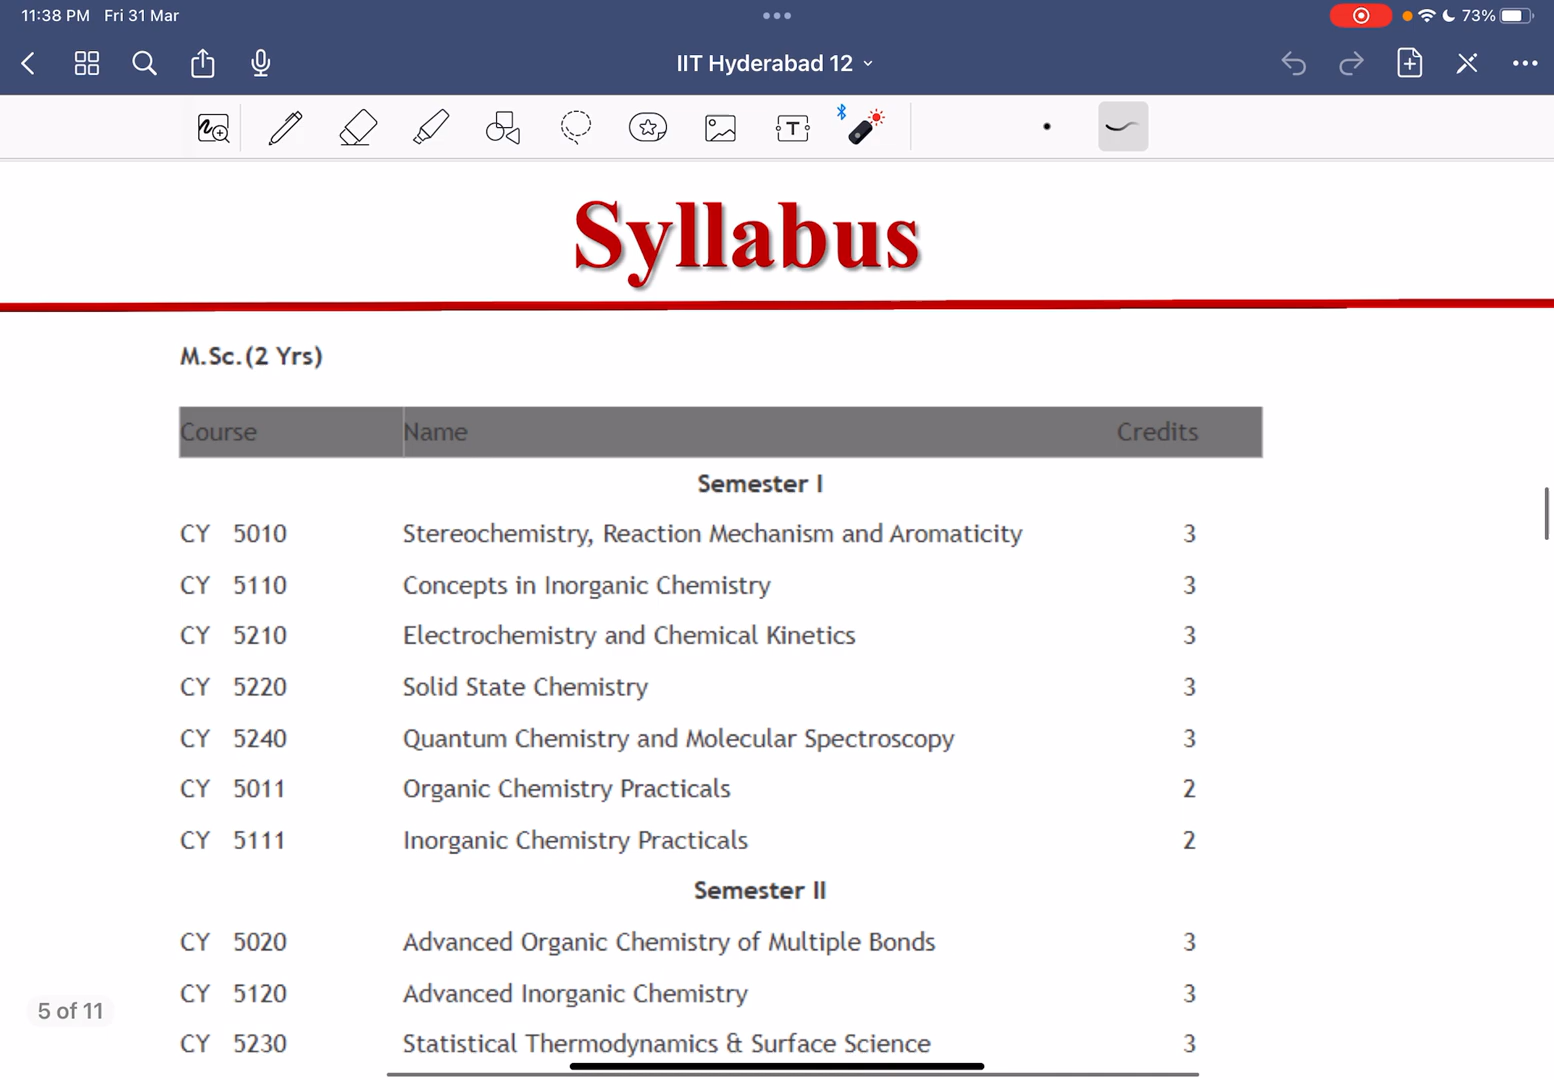 11:38 PM Fri 31 Mar
73%
IIT Hyderabad 12
T
Syllabus
M.Sc.(2 Yrs)
Course Name Credits
Semester I
CY 5010 Stereochemistry, Reaction Mechanism and Aromaticity 3
CY 5110 Concepts in Inorganic Chemistry 3
CY 5210 Electrochemistry and Chemical Kinetics 3
CY 5220 Solid State Chemistry 3
CY 5240 Quantum Chemistry and Molecular Spectroscopy 3
CY 5011 Organic Chemistry Practicals 2
CY 5111 Inorganic Chemistry Practicals 2
Semester II
CY 5020 Advanced Organic Chemistry of Multiple Bonds 3
CY 5120 Advanced Inorganic Chemistry 3
5 of 11
CY 5230 Statistical Thermodynamics & Surface Science 3